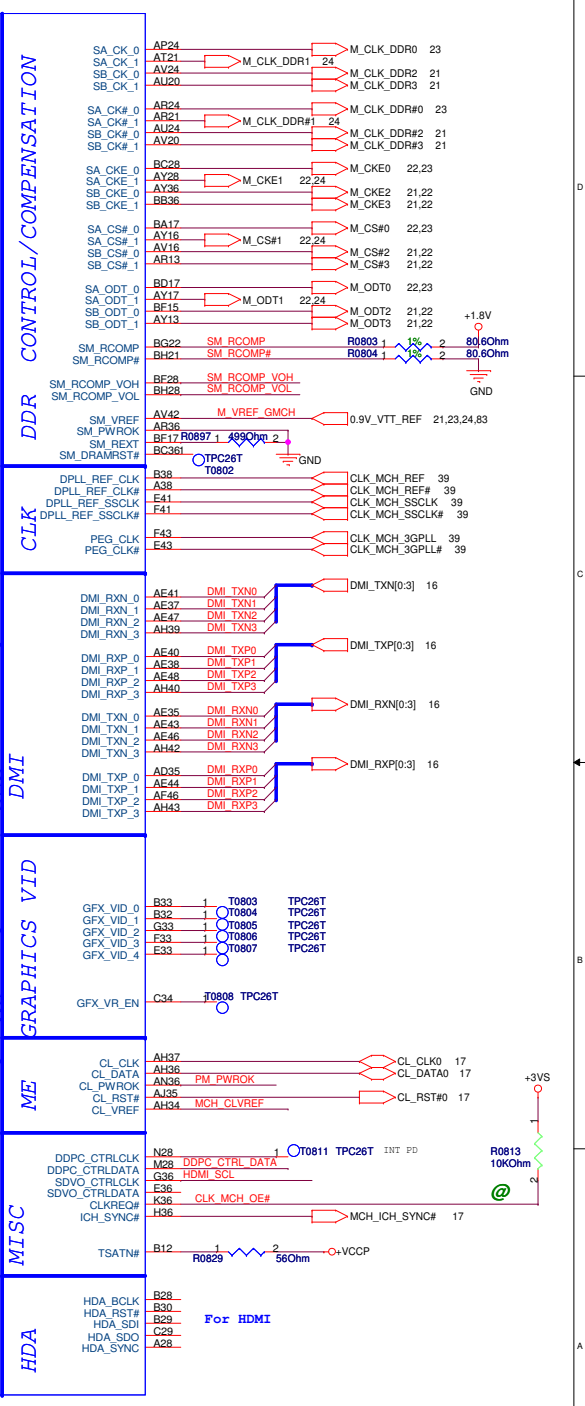 DDR CONTROL/COMPENSATION
SA_CK_0 AP24 M_CLK_DDR0 23
SA_CK_1 AT21 M_CLK_DDR1 24
SB_CK_0 AV24 M_CLK_DDR2 21
SB_CK_1 AU20 M_CLK_DDR3 21
SA_CK#_0 AR24 M_CLK_DDR#0 23
SA_CK#_1 AR21 M_CLK_DDR#1 24
SB_CK#_0 AU24 M_CLK_DDR#2 21
SB_CK#_1 AV20 M_CLK_DDR#3 21
SA_CKE_0 BC28 M_CKE0 22,23
SA_CKE_1 AY28 M_CKE1 22,24
SB_CKE_0 AY36 M_CKE2 21,22
SB_CKE_1 BB36 M_CKE3 21,22
D
SA_CS#_0 BA17 M_CS#0 22,23
SA_CS#_1 AY16 M_CS#1 22,24
SB_CS#_0 AV16 M_CS#2 21,22
SB_CS#_1 AR13 M_CS#3 21,22
SA_ODT_0 BD17 M_ODT0 22,23
SA_ODT_1 AY17 M_ODT1 22,24
SB_ODT_0 BF15 M_ODT2 21,22
SB_ODT_1 AY13 M_ODT3 21,22
+1.8V
SM_RCOMP BG22 SM_RCOMP R0803 1 1% 2 80.6Ohm
SM_RCOMP# BH21 SM_RCOMP# R0804 1 1% 2 80.6Ohm
GND
SM_RCOMP_VOH BF28 SM_RCOMP_VOH
SM_RCOMP_VOL BH28 SM_RCOMP_VOL
SM_VREF AV42 M_VREF_GMCH 0.9V_VTT_REF 21,23,24,83
SM_PWROK AR36
SM_REXT BF17 R0897 1 499Ohm 2
SM_DRAMRST# BC36 1 TPC26T
T0802
GND
CLK
DPLL_REF_CLK B38 CLK_MCH_REF 39
DPLL_REF_CLK# A38 CLK_MCH_REF# 39
DPLL_REF_SSCLK E41 CLK_MCH_SSCLK 39
DPLL_REF_SSCLK# F41 CLK_MCH_SSCLK# 39
PEG_CLK F43 CLK_MCH_3GPLL 39
PEG_CLK# E43 CLK_MCH_3GPLL# 39
C
DMI
DMI_TXN[0:3] 16
DMI_RXN_0 AE41 DMI_TXN0
DMI_RXN_1 AE37 DMI_TXN1
DMI_RXN_2 AE47 DMI_TXN2
DMI_RXN_3 AH39 DMI_TXN3
DMI_TXP[0:3] 16
DMI_RXP_0 AE40 DMI_TXP0
DMI_RXP_1 AE38 DMI_TXP1
DMI_RXP_2 AE48 DMI_TXP2
DMI_RXP_3 AH40 DMI_TXP3
DMI_RXN[0:3] 16
DMI_TXN_0 AE35 DMI_RXN0
DMI_TXN_1 AE43 DMI_RXN1
DMI_TXN_2 AE46 DMI_RXN2
DMI_TXN_3 AH42 DMI_RXN3
DMI_RXP[0:3] 16
DMI_TXP_0 AD35 DMI_RXP0
DMI_TXP_1 AE44 DMI_RXP1
DMI_TXP_2 AF46 DMI_RXP2
DMI_TXP_3 AH43 DMI_RXP3
GRAPHICS VID
GFX_VID_0 B33 1 T0803 TPC26T
GFX_VID_1 B32 1 T0804 TPC26T
GFX_VID_2 G33 1 T0805 TPC26T
GFX_VID_3 F33 1 T0806 TPC26T
GFX_VID_4 E33 1 T0807 TPC26T
B
GFX_VR_EN C34 1 T0808 TPC26T
ME
CL_CLK AH37 CL_CLK0 17
CL_DATA AH36 CL_DATA0 17
CL_PWROK AN36 PM_PWROK
CL_RST# AJ35 CL_RST#0 17
CL_VREF AH34 MCH_CLVREF
+3VS
MISC
DDPC_CTRLCLK N28 1 T0811 TPC26T INT PD
DDPC_CTRLDATA M28 DDPC_CTRL_DATA
SDVO_CTRLCLK G36 HDMI_SCL
SDVO_CTRLDATA E36
CLKREQ# K36 CLK_MCH_OE#
1 R0813 10KOhm 2
@
ICH_SYNC# H36 MCH_ICH_SYNC# 17
TSATN# B12 1 R0829 2 56Ohm +VCCP
HDA
HDA_BCLK B28
HDA_RST# B30
HDA_SDI B29
HDA_SDO C29
HDA_SYNC A28
For HDMI
A